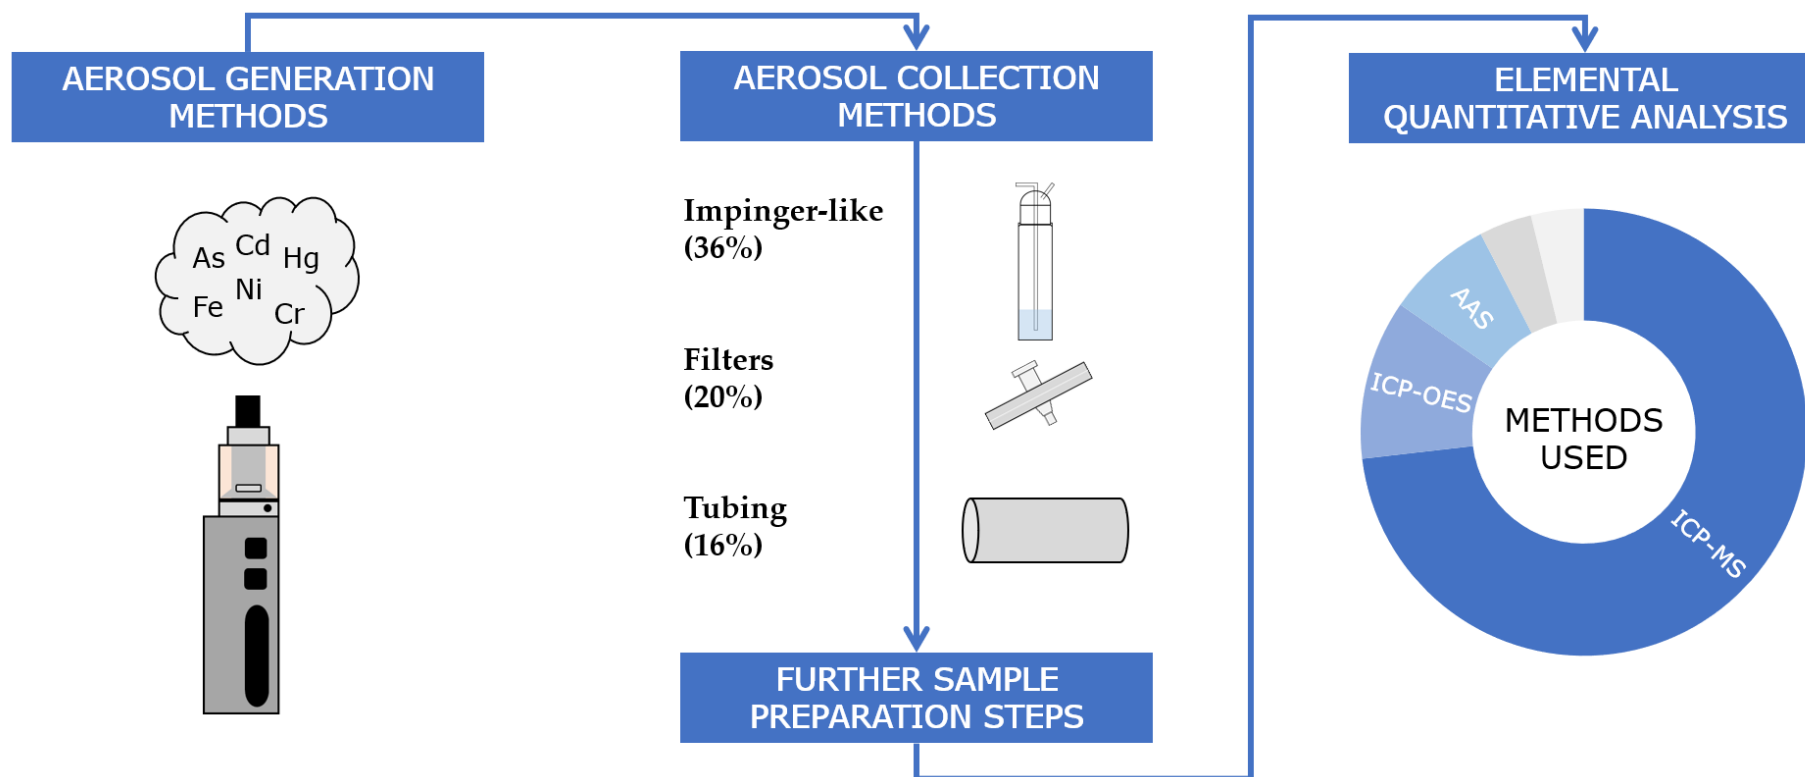 AEROSOL GENERATION
METHODS
As
Cd
Hg
Ni
Fe
Cr
AEROSOL COLLECTION
METHODS
Impinger-like
(36%)
Filters
(20%)
Tubing
(16%)
FURTHER SAMPLE
PREPARATION STEPS
ELEMENTAL
QUANTITATIVE ANALYSIS
AAS
ICP-OES
METHODS
USED
ICP-MS